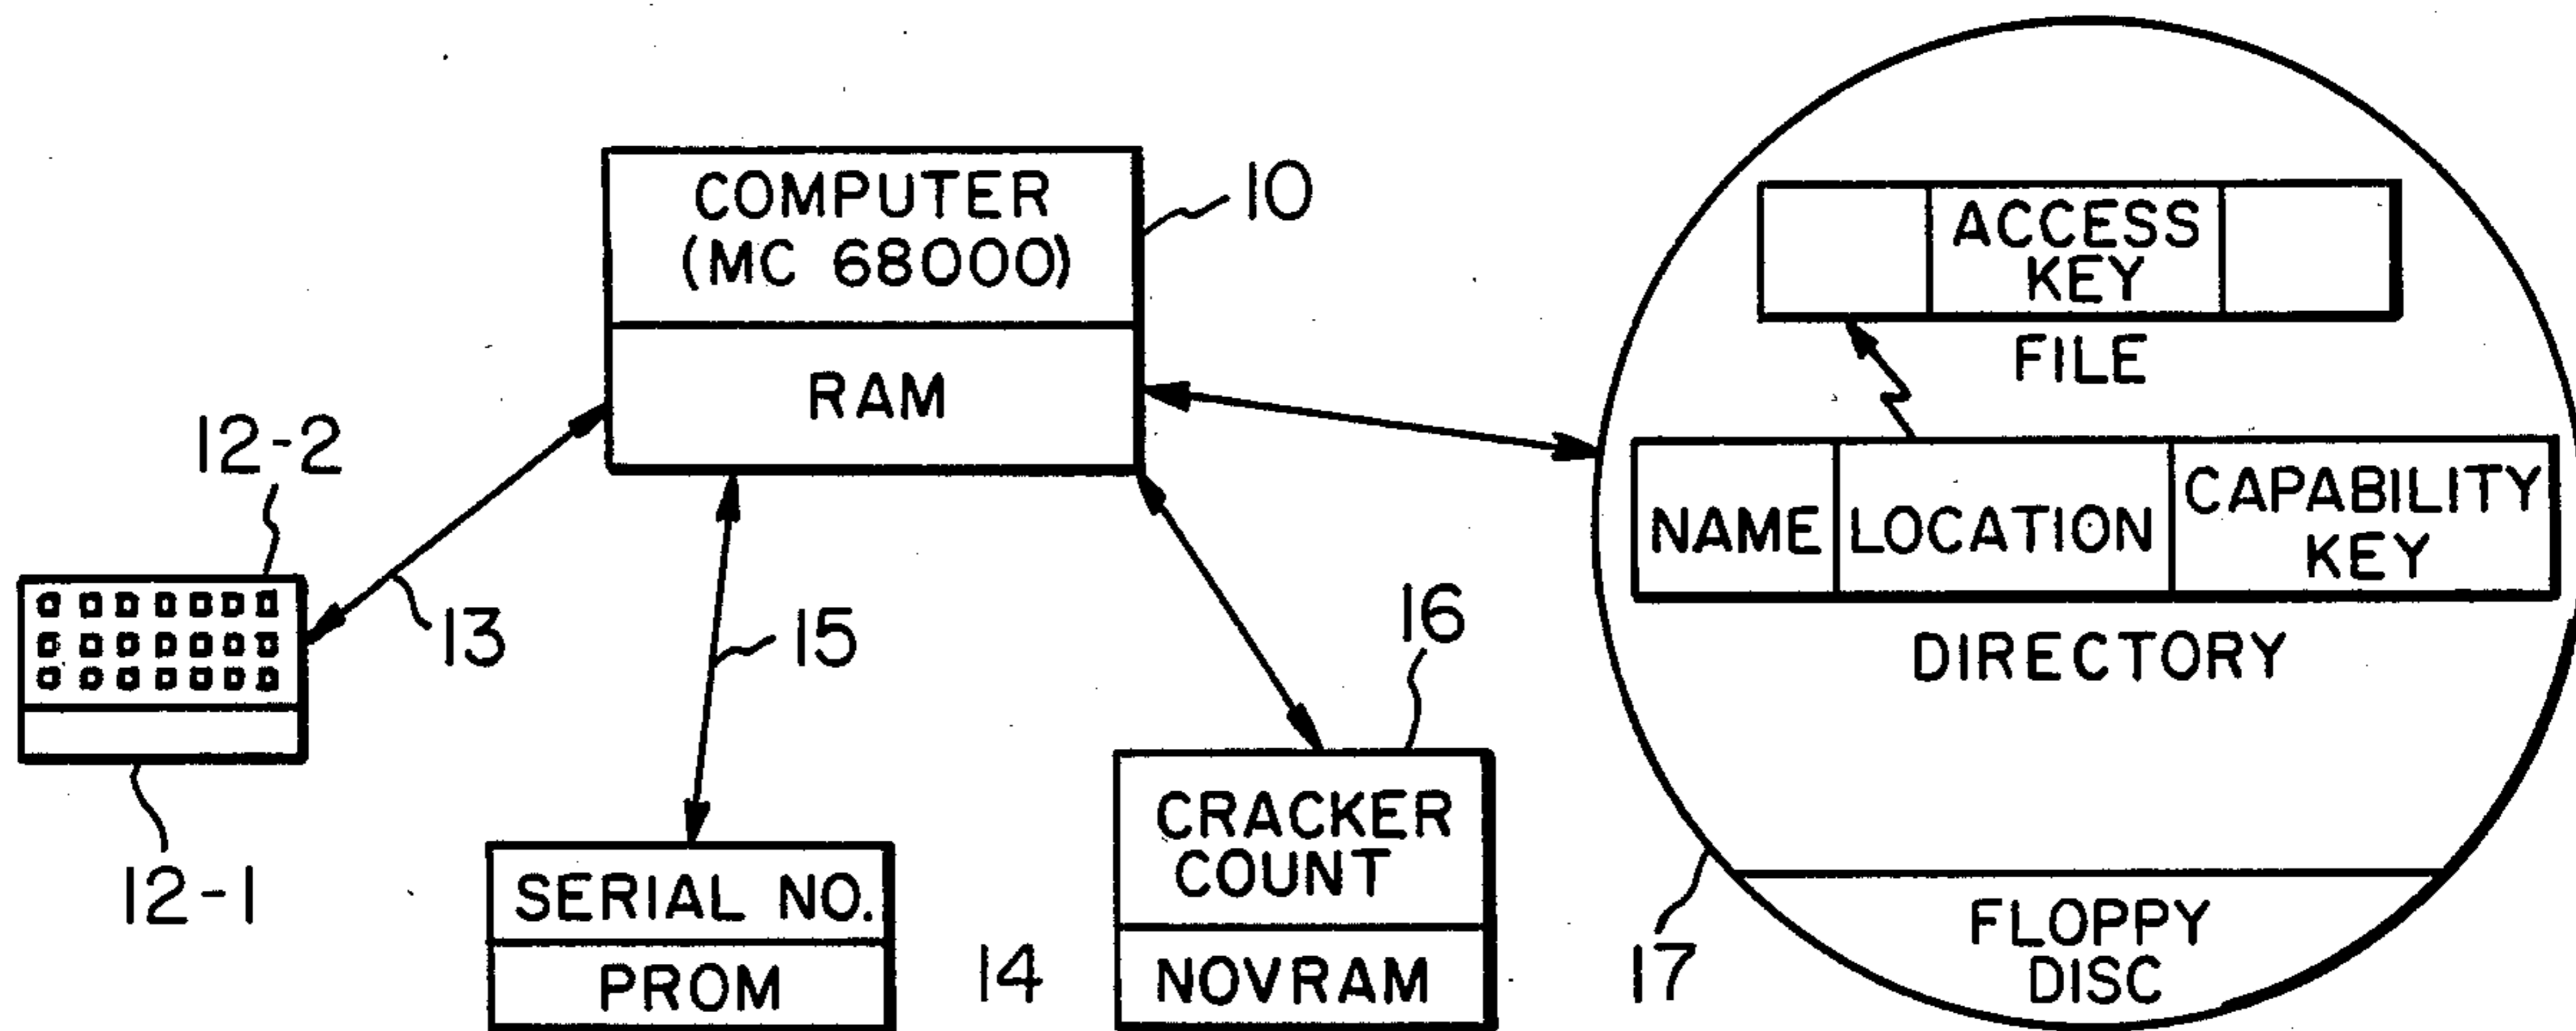 COMPUTER
(MC 68000)
RAM
10
12-2
13
12-1
15
SERIAL NO.
PROM
14
16
CRACKER
COUNT
NOVRAM
ACCESS
KEY
FILE
NAME
LOCATION
CAPABILITY
KEY
DIRECTORY
17
FLOPPY
DISC